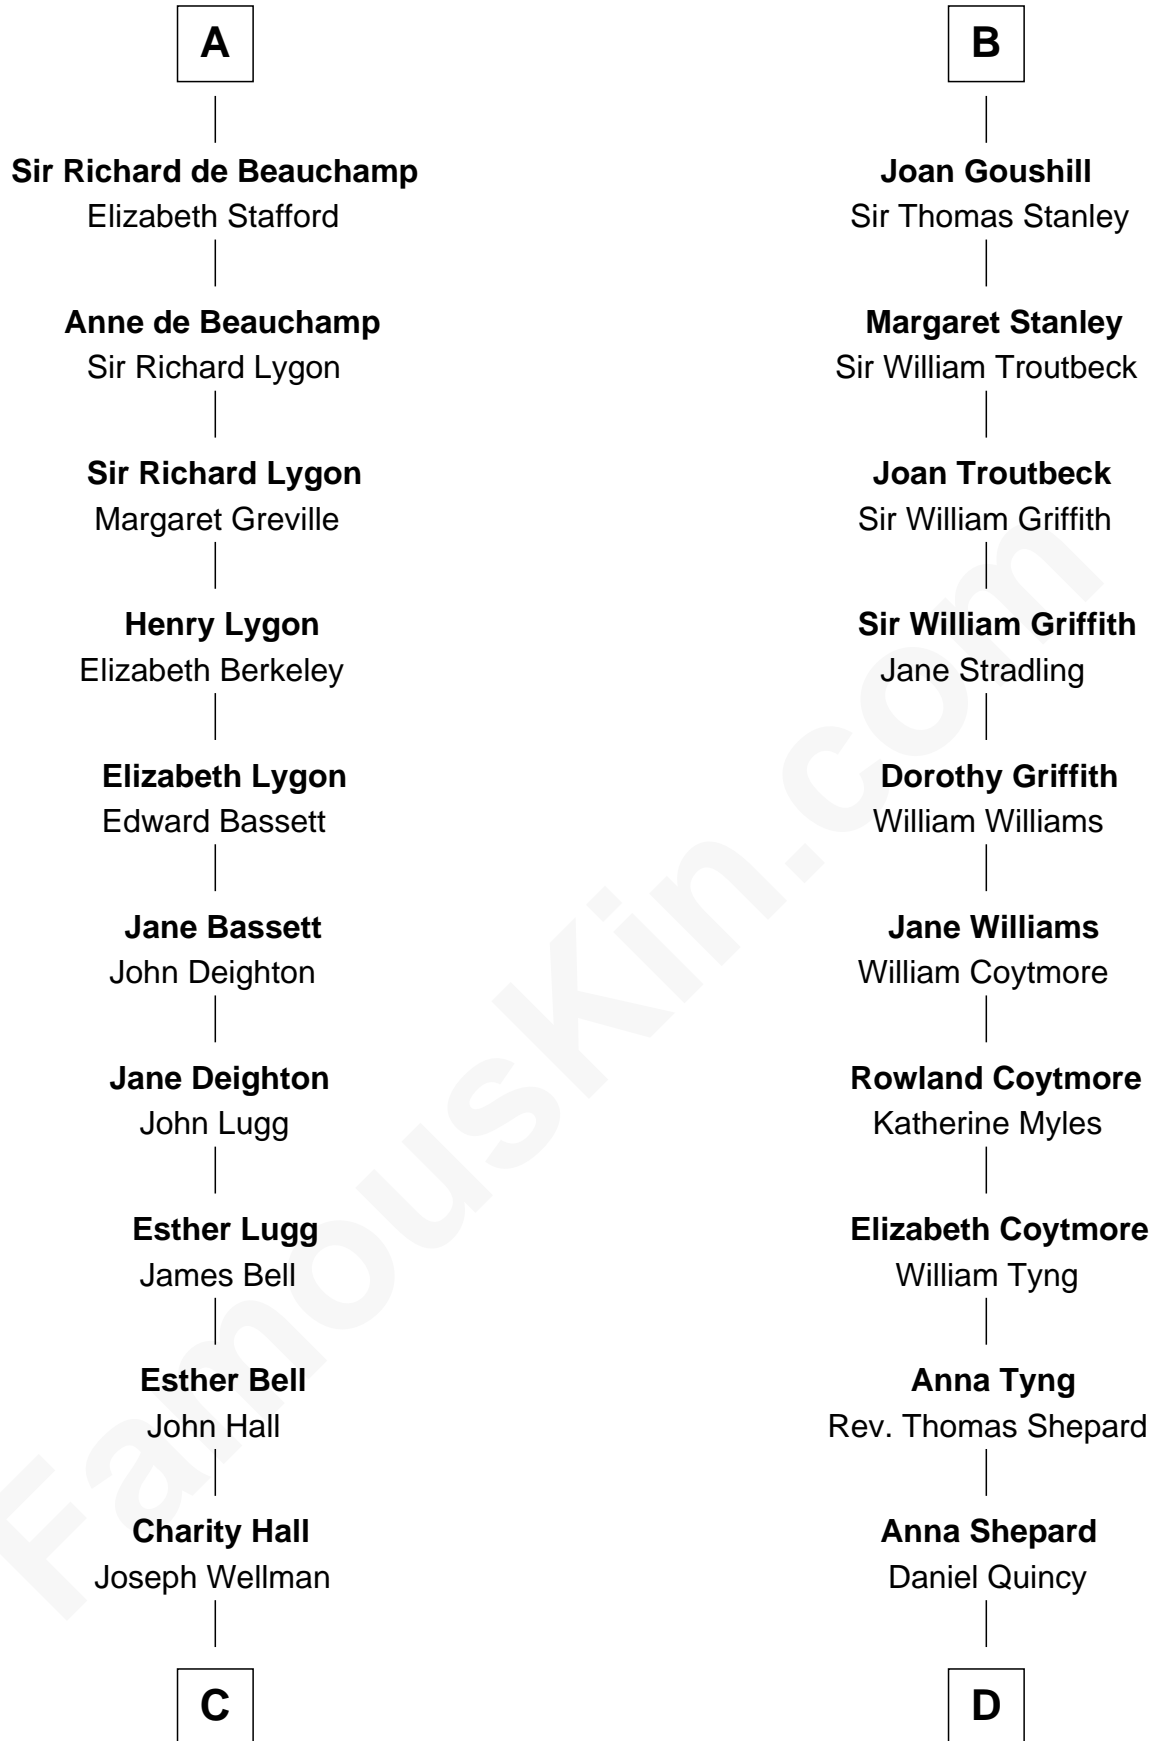 A
Sir Richard de Beauchamp
Elizabeth Stafford
Anne de Beauchamp
Sir Richard Lygon
Sir Richard Lygon
Margaret Greville
Henry Lygon
Elizabeth Berkeley
Elizabeth Lygon
Edward Bassett
Jane Bassett
John Deighton
Jane Deighton
John Lugg
Esther Lugg
James Bell
Esther Bell
John Hall
Charity Hall
Joseph Wellman
C
B
Joan Goushill
Sir Thomas Stanley
Margaret Stanley
Sir William Troutbeck
Joan Troutbeck
Sir William Griffith
Sir William Griffith
Jane Stradling
Dorothy Griffith
William Williams
Jane Williams
William Coytmore
Rowland Coytmore
Katherine Myles
Elizabeth Coytmore
William Tyng
Anna Tyng
Rev. Thomas Shepard
Anna Shepard
Daniel Quincy
D
FamousKin.com